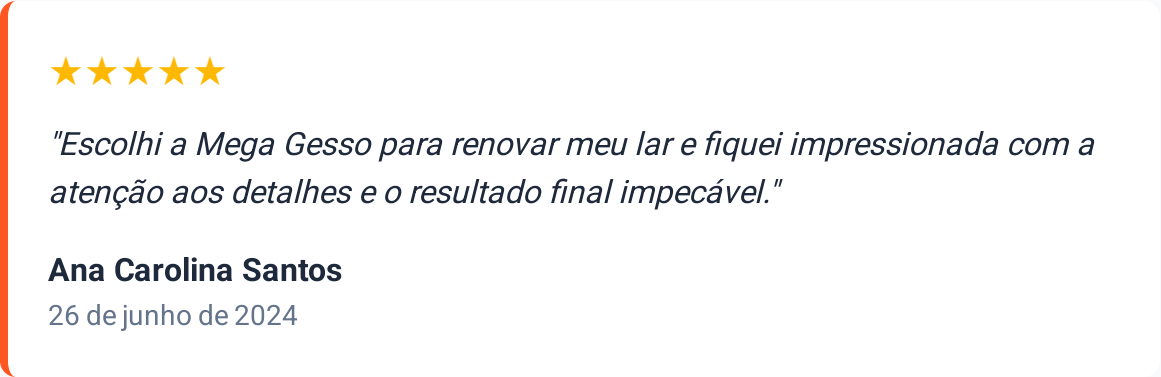 ★★★★★
"Escolhi a Mega Gesso para renovar meu lar e fiquei impressionada com a
atenção aos detalhes e o resultado final impecável."
Ana Carolina Santos
26 de junho de 2024